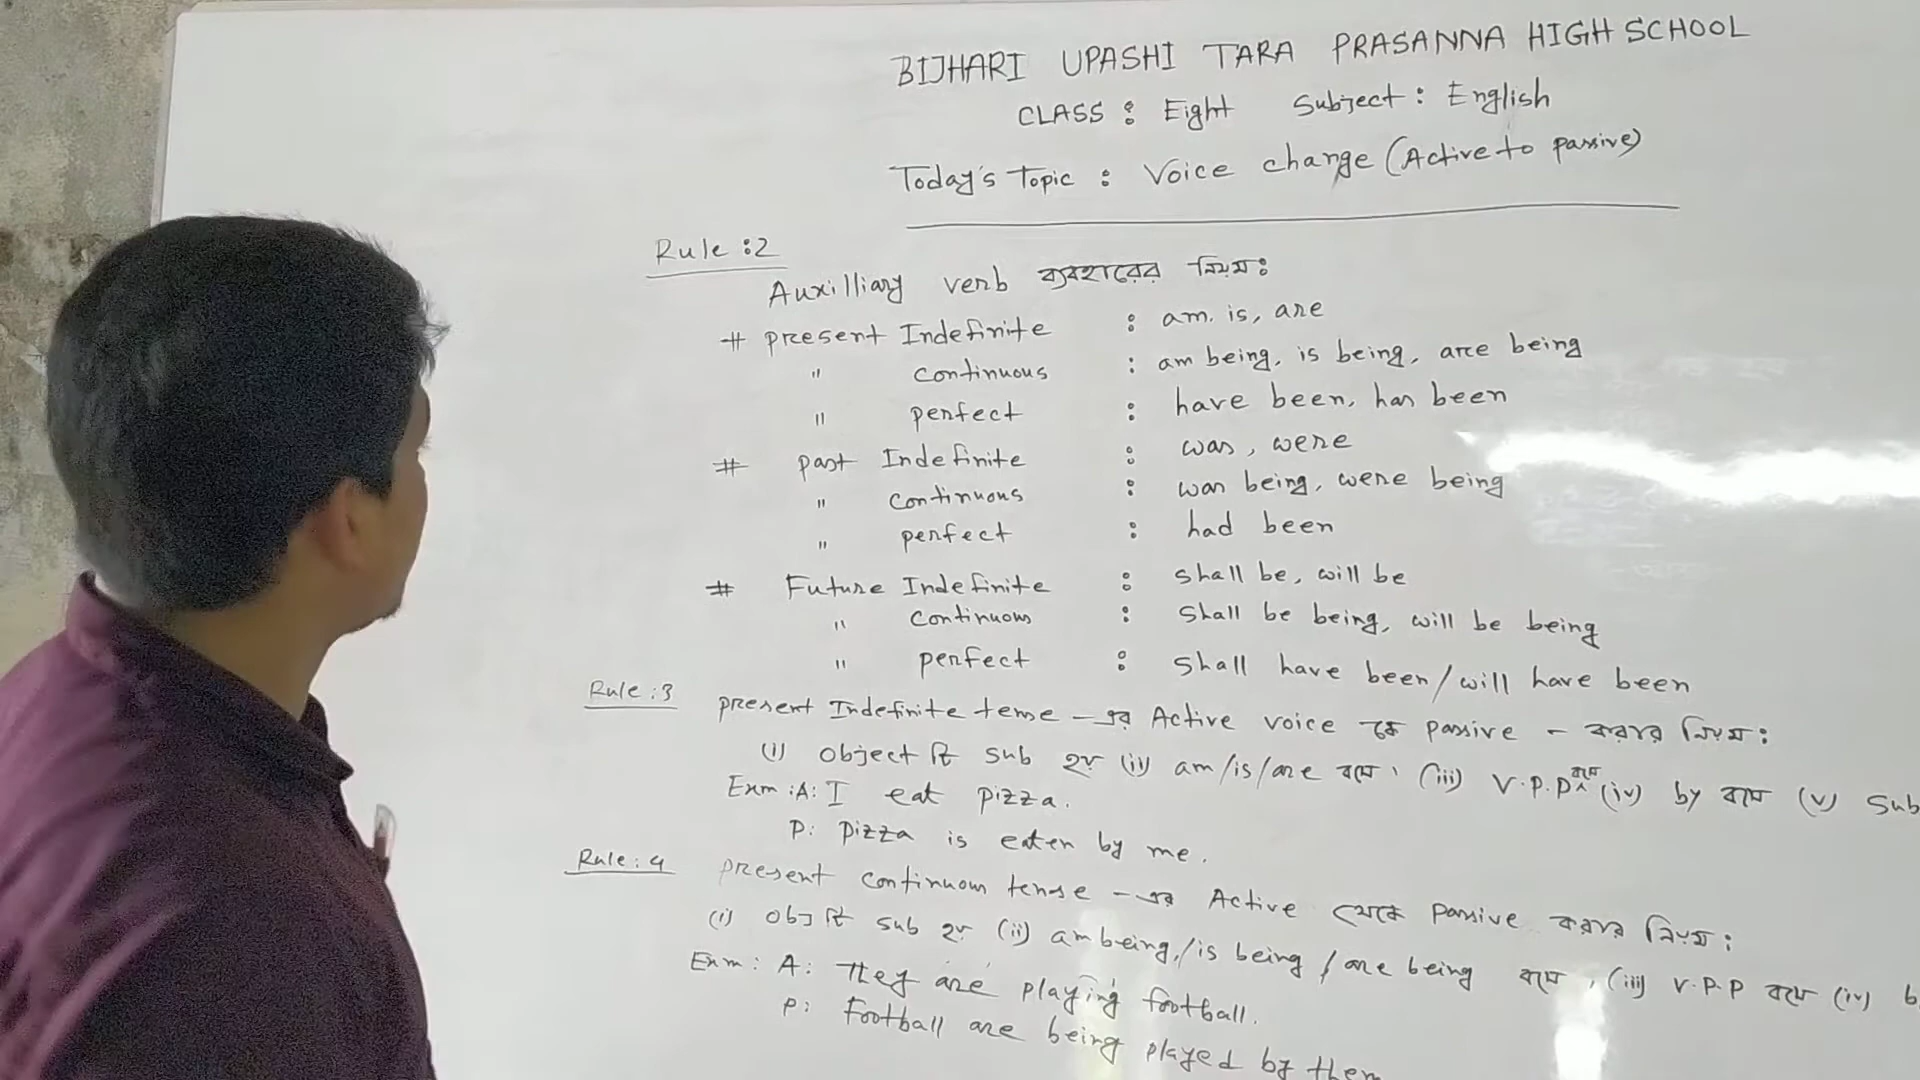 BIJHARI UPASHI TARA PRASANNA HIGH SCHOOL
CLASS : Eight Subject : English
Today's Topic : Voice change (Active to passive)
Rule :2
Auxilliary verb ব্যবহারের নিয়ম:
# present Indefinite : am. is, are
" continuous : am being, is being, are being
" perfect : have been, has been
# past Indefinite : was, were
" continuous : was being, were being
" perfect : had been
# Future Indefinite : shall be, will be
" continuous : shall be being, will be being
" perfect : shall have been / will have been
Rule : 3 present Indefinite tense - এর Active voice কে passive - করার নিয়ম:
(i) object টি sub হয় (ii) am/is/are বসে, (iii) V.P.P বসে (iv) by বসে (v) Sub
Exm : A: I eat pizza.
P: pizza is eaten by me.
Rule : 4 present continuous tense - এর Active থেকে Passive করার নিয়ম:
(i) obj টি sub হয় (ii) am being / is being / are being বসে, (iii) V.P.P বসে (iv) b
Exm : A: They are playing football.
P: Football are being played by them